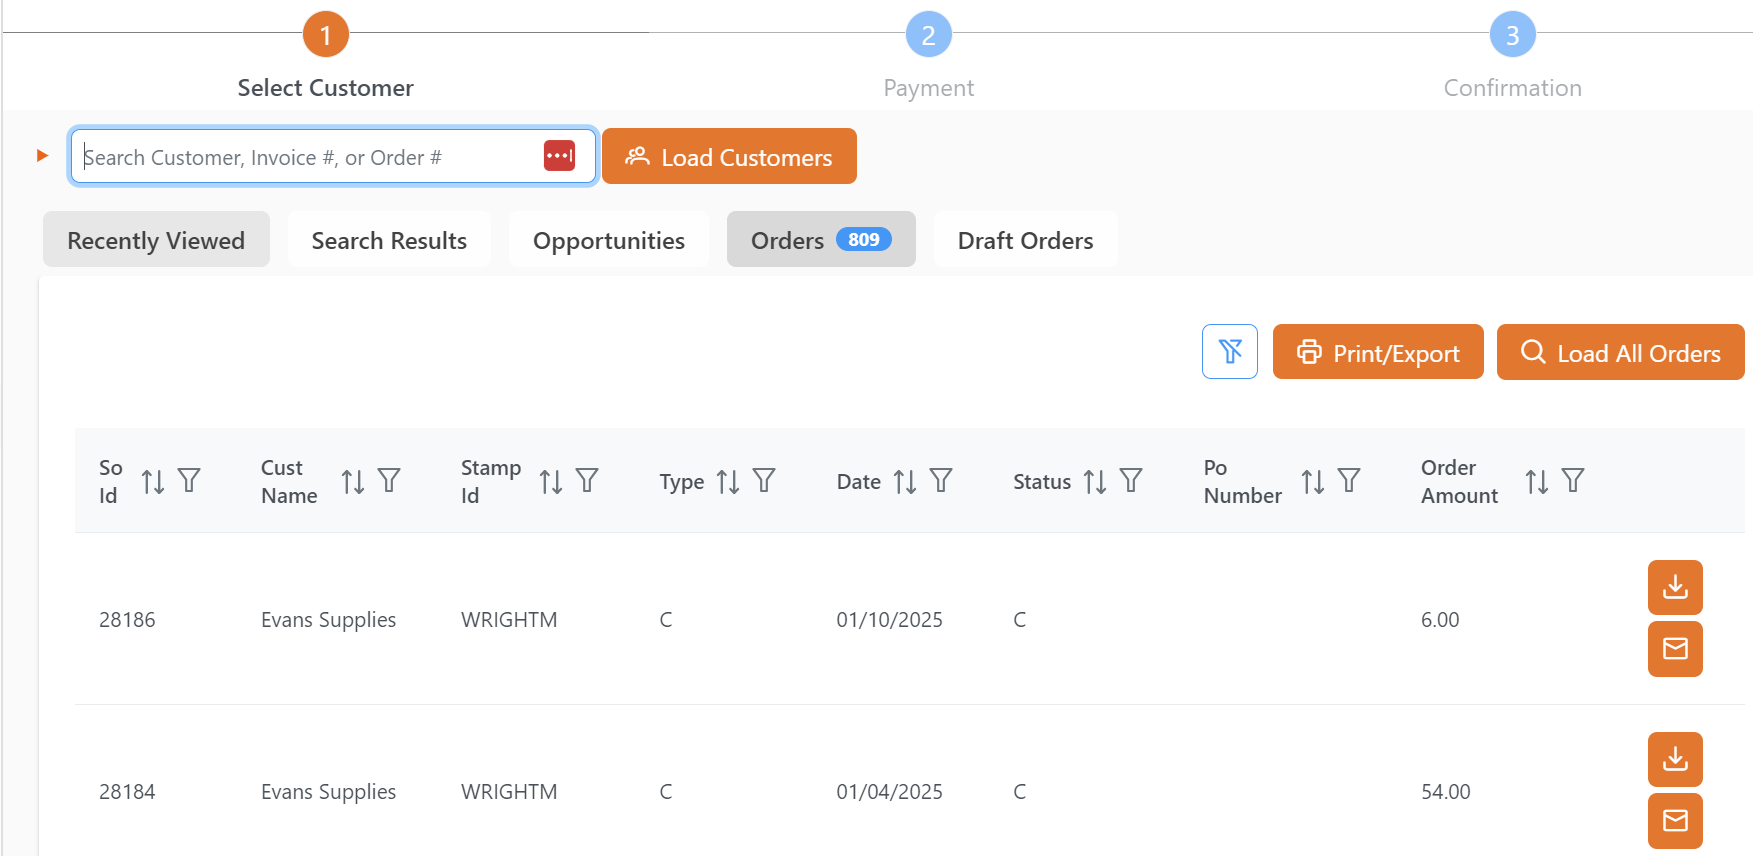 1
2
3
Select Customer
Payment
Confirmation
Search Customer, Invoice #, or Order #
Load Customers
Recently Viewed
Search Results
Opportunities
Orders 809
Draft Orders
Print/Export
Load All Orders
So Id
Cust Name
Stamp Id
Type
Date
Status
Po Number
Order Amount
28186 Evans Supplies WRIGHTM C 01/10/2025 C 6.00
28184 Evans Supplies WRIGHTM C 01/04/2025 C 54.00